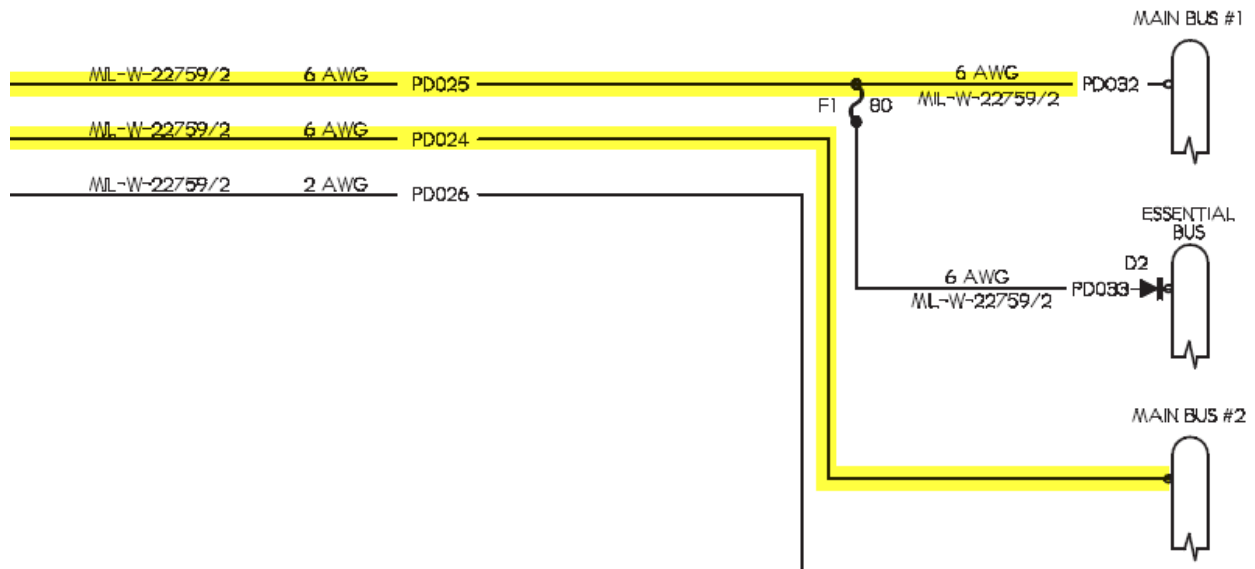 MAIN BUS #1
MIL-W-22759/2 6 AWG PD025
6 AWG
MIL-W-22759/2
PD032
F1 80
MIL-W-22759/2 6 AWG PD024
MIL-W-22759/2 2 AWG PD026
ESSENTIAL
BUS
D2
6 AWG
MIL-W-22759/2
PD033
MAIN BUS #2